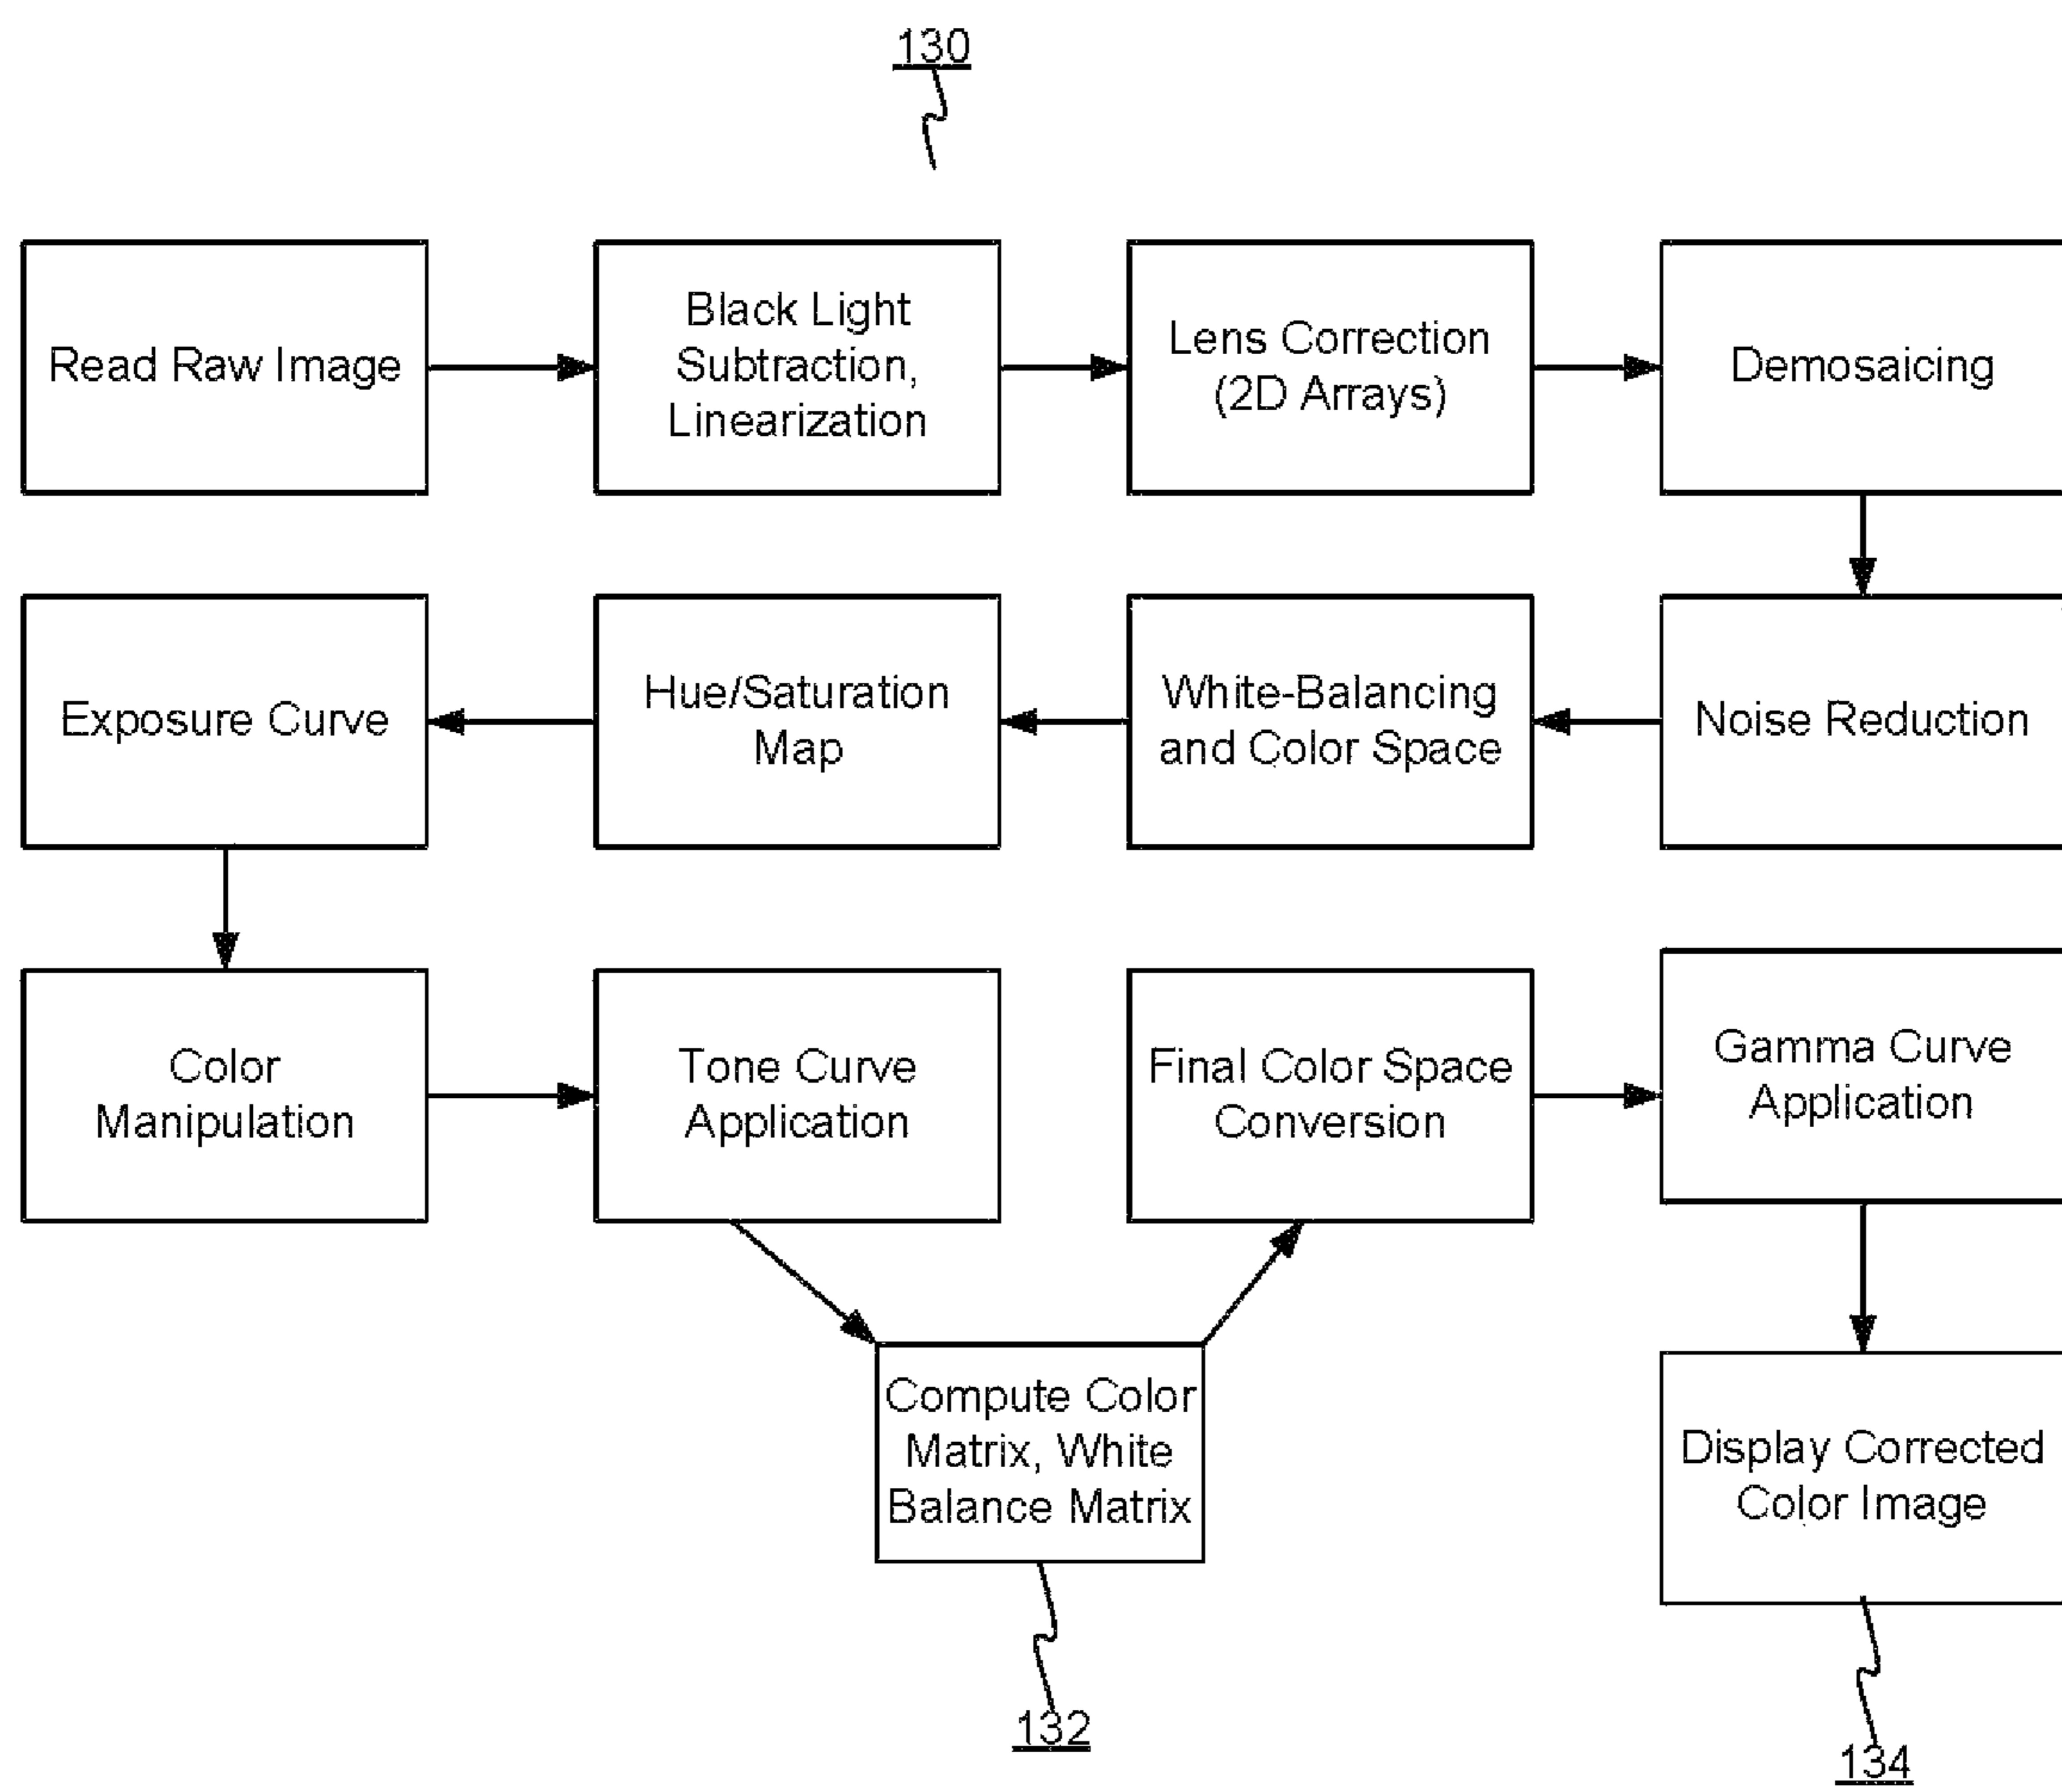 130
Read Raw Image
Black Light
Subtraction,
Linearization
Lens Correction
(2D Arrays)
Demosaicing
Exposure Curve
Hue/Saturation
Map
White-Balancing
and Color Space
Noise Reduction
Color
Manipulation
Tone Curve
Application
Final Color Space
Conversion
Gamma Curve
Application
Compute Color
Matrix, White
Balance Matrix
Display Corrected
Color Image
132
134